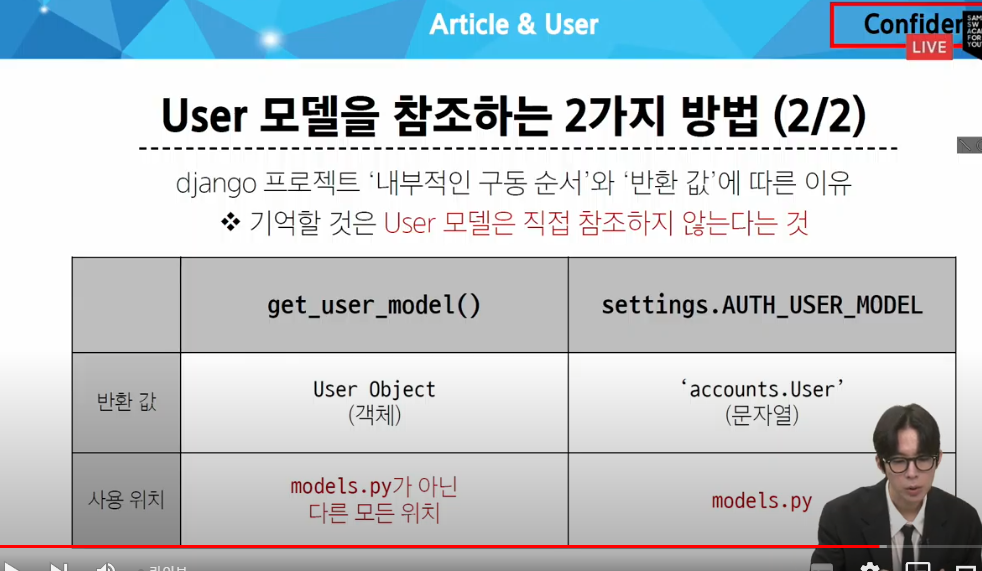 Article & User
Confiden
LIVE
SAM
SW
ACA
FOR
YOU
User 모델을 참조하는 2가지 방법 (2/2)
django 프로젝트 ‘내부적인 구동 순서’와 ‘반환 값’에 따른 이유
❖ 기억할 것은 User 모델은 직접 참조하지 않는다는 것
get_user_model()
settings.AUTH_USER_MODEL
반환 값
User Object
(객체)
‘accounts.User’
(문자열)
사용 위치
models.py가 아닌
다른 모든 위치
models.py